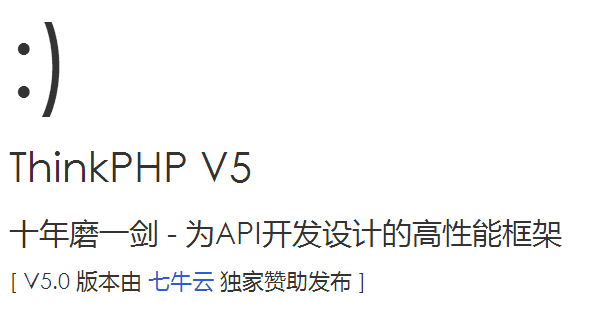 :)
ThinkPHP V5
十年磨一剑 - 为API开发设计的高性能框架
[ V5.0 版本由 七牛云 独家赞助发布 ]